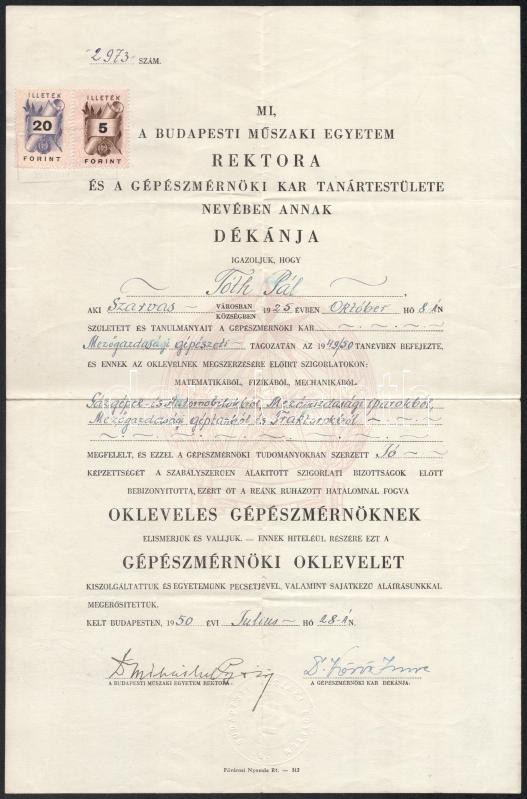 2973 SZÁM.
ILLETÉK ILLETÉK
20 5
FORINT FORINT
MI,
A BUDAPESTI MŰSZAKI EGYETEM
REKTORA
ÉS A GÉPÉSZMÉRNÖKI KAR TANÁRTESTÜLETE
NEVÉBEN ANNAK
DÉKÁNJA
IGAZOLJUK, HOGY
Tóth Pál
AKI Szarvas VÁROSBAN KÖZSÉGBEN 1925 ÉVBEN Október HÓ 8-ÁN
SZÜLETETT ÉS TANULMÁNYAIT A GÉPÉSZMÉRNÖKI KAR
Mezőgazdasági gépészeti TAGOZATÁN AZ 1949/50 TANÉVBEN BEFEJEZTE,
ÉS ENNEK AZ OKLEVÉLNEK MEGSZERZÉSÉRE ELŐÍRT SZIGORLATOKON:
MATEMATIKÁBÓL, FIZIKÁBÓL, MECHANIKÁBÓL
Gázgépek és Automobilokból, Mezőgazdasági iparokból,
Mezőgazdasági géptanból és Traktorokból
MEGFELELT, ÉS EZZEL A GÉPÉSZMÉRNÖKI TUDOMÁNYOKBAN SZERZETT Jó
KÉPZETTSÉGÉT A SZABÁLYSZERŰEN ALAKÍTOTT SZIGORLATI BIZOTTSÁGOK ELŐTT
BEBIZONYÍTOTTA, EZÉRT ŐT A REÁNK RUHÁZOTT HATALOMNÁL FOGVA
OKLEVELES GÉPÉSZMÉRNÖKNEK
ELISMERJÜK ÉS VALLJUK. — ENNEK HITELÉÜL RÉSZÉRE EZT A
GÉPÉSZMÉRNÖKI OKLEVELET
KISZOLGÁLTATTUK ÉS EGYETEMÜNK PECSÉTJÉVEL, VALAMINT SAJÁTKEZŰ ALÁÍRÁSUNKKAL
MEGERŐSÍTETTÜK.
KELT BUDAPESTEN, 1950 ÉVI Július HÓ 28-ÁN.
A BUDAPESTI MŰSZAKI EGYETEM REKTORA A GÉPÉSZMÉRNÖKI KAR DÉKÁNJA:
Fővárosi Nyomda Rt. — 313